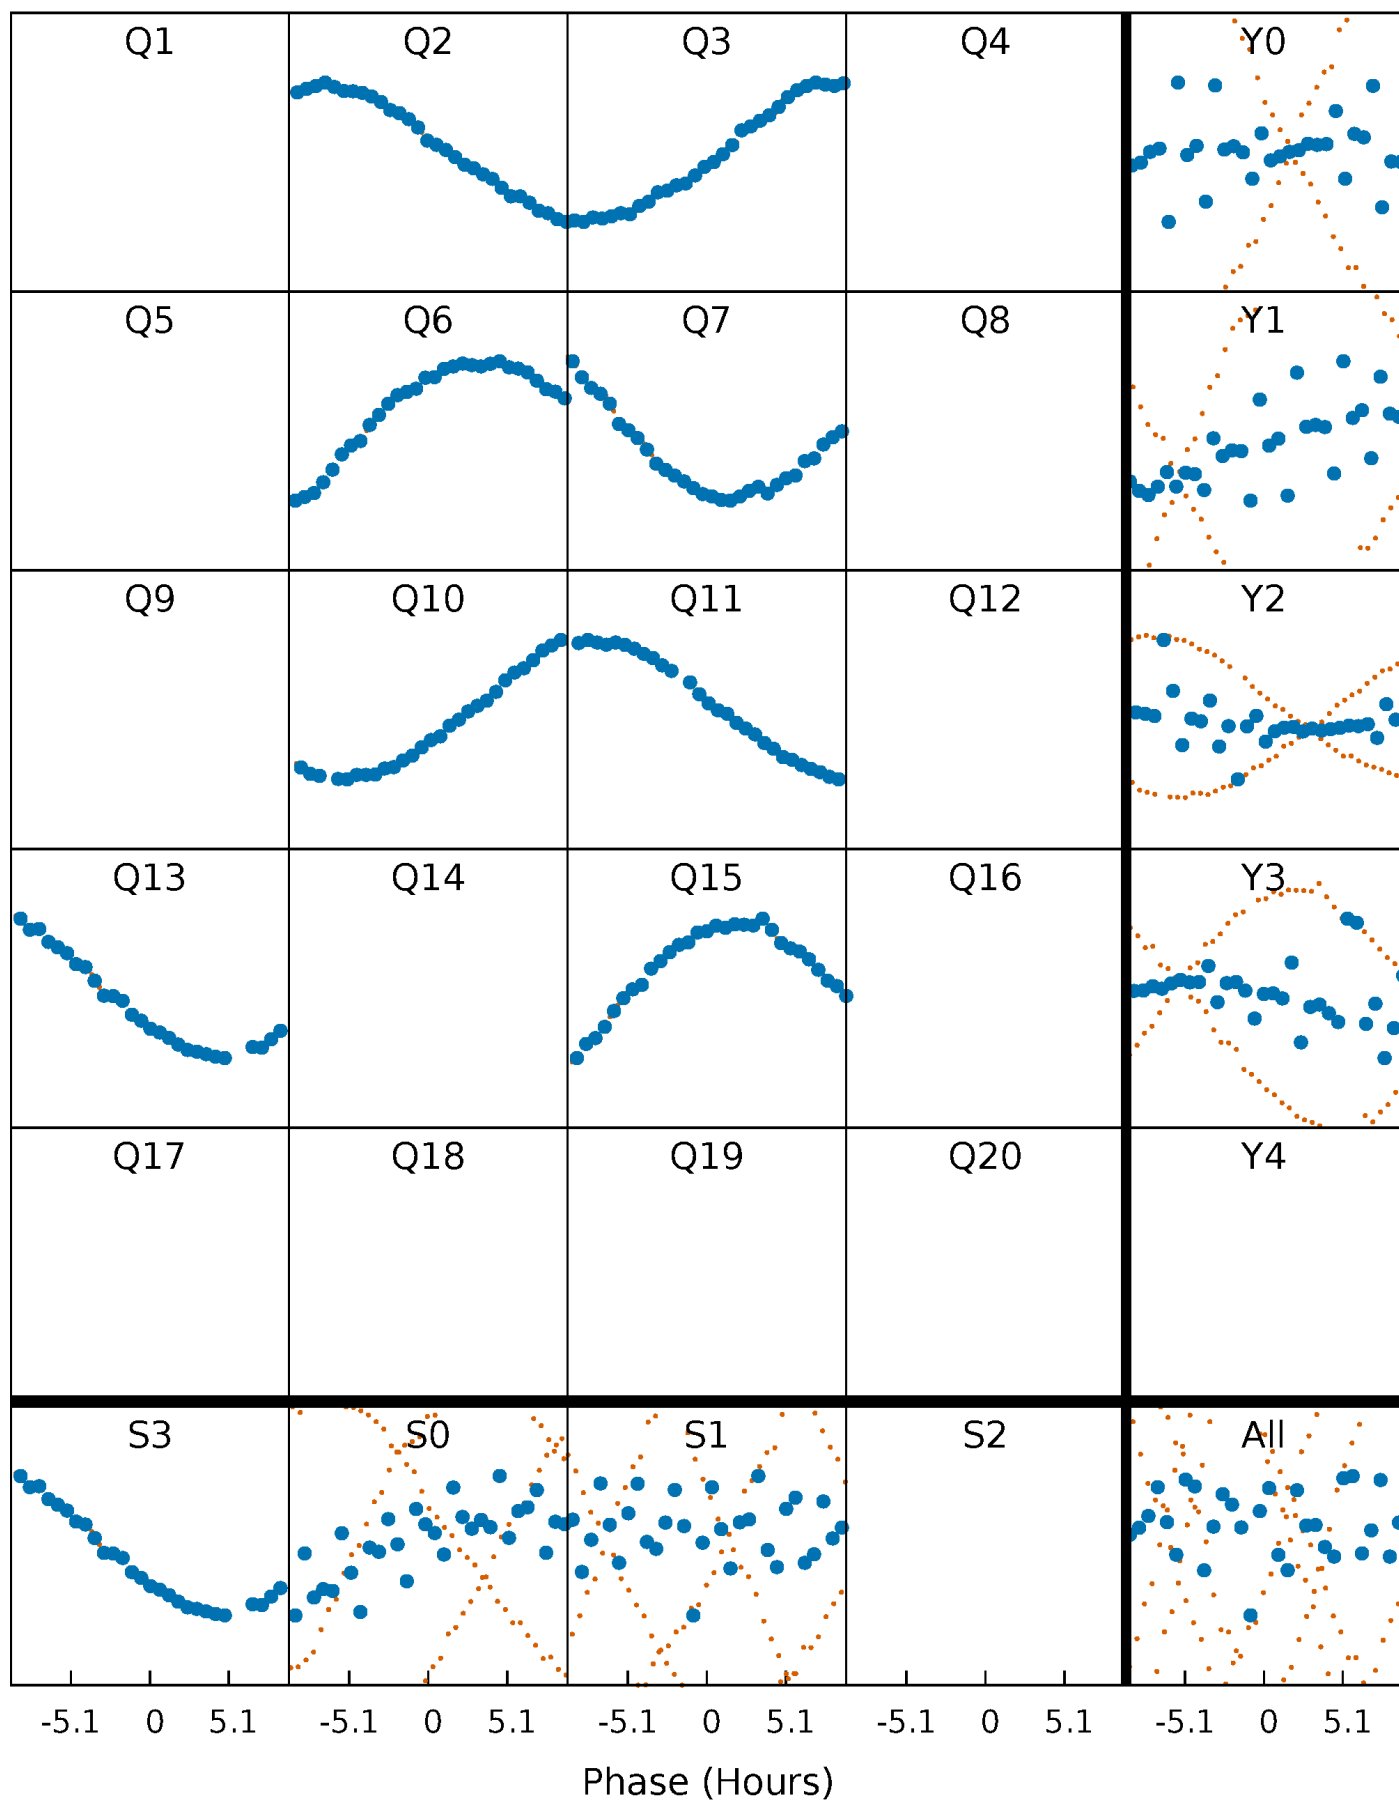 Q1 Q2 Q3 Q4 Y0
Q5 Q6 Q7 Q8 Y1
Q9 Q10 Q11 Q12 Y2
Q13 Q14 Q15 Q16 Y3
Q17 Q18 Q19 Q20 Y4
S3 S0 S1 S2 All
-5.1 0 5.1 -5.1 0 5.1 -5.1 0 5.1 -5.1 0 5.1 -5.1 0 5.1
Phase (Hours)